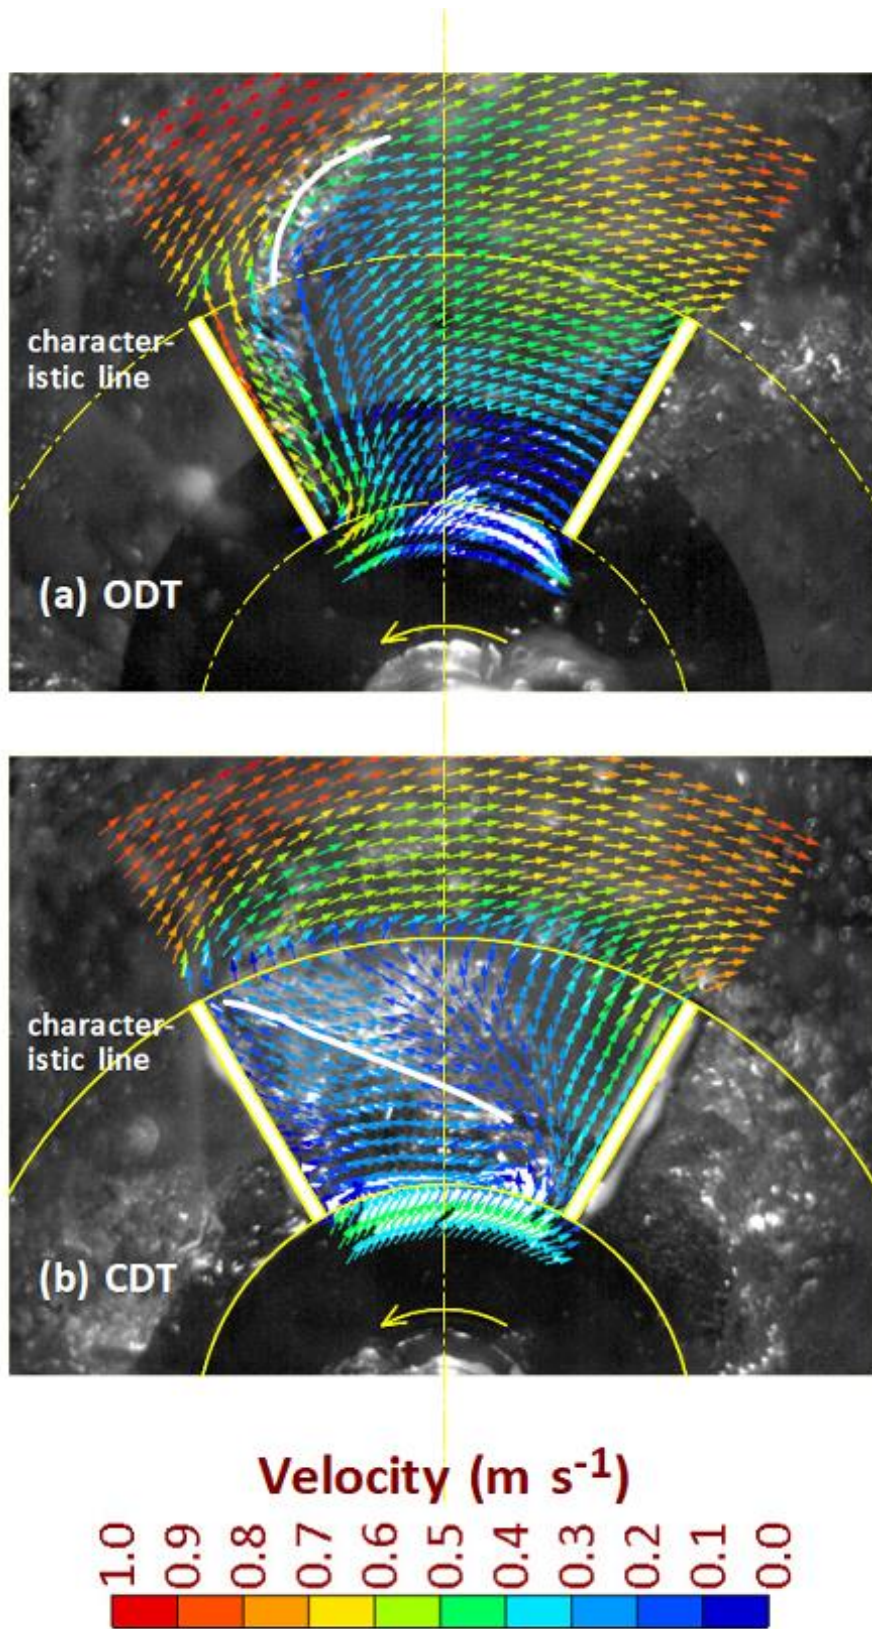 character-
istic line
(a) ODT
character-
istic line
(b) CDT
Velocity (m s-1)
1.0
0.9
0.8
0.7
0.6
0.5
0.4
0.3
0.2
0.1
0.0